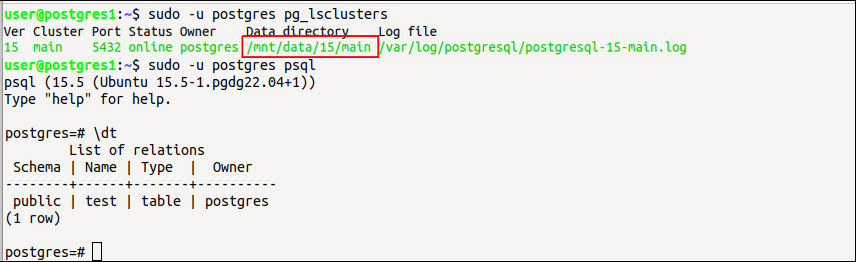 user@postgres1:~$ sudo -u postgres pg_lsclusters
Ver Cluster Port Status Owner    Data directory    Log file
15  main    5432 online postgres /mnt/data/15/main /var/log/postgresql/postgresql-15-main.log
user@postgres1:~$ sudo -u postgres psql
psql (15.5 (Ubuntu 15.5-1.pgdg22.04+1))
Type "help" for help.

postgres=# \dt
        List of relations
 Schema | Name | Type  |  Owner
--------+------+-------+----------
 public | test | table | postgres
(1 row)

postgres=#